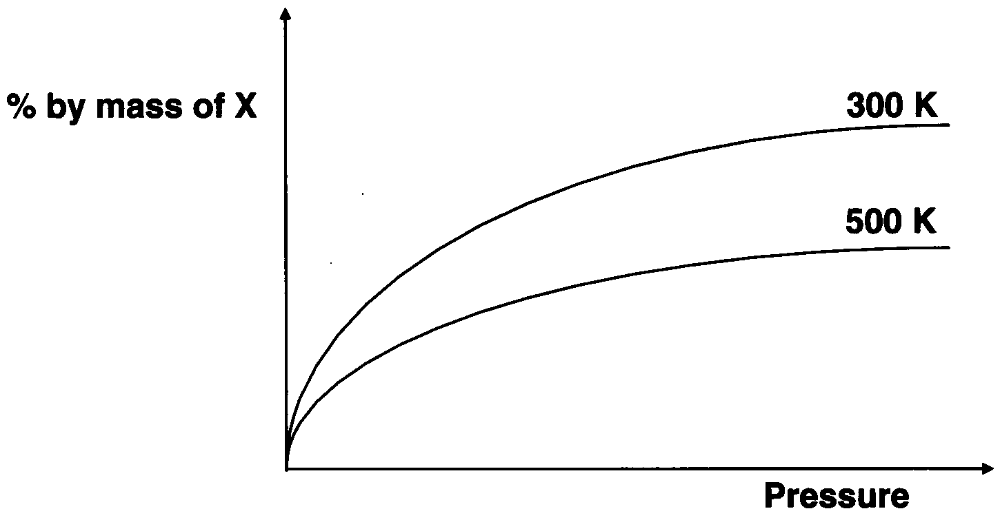 % by mass of X
300 K
500 K
Pressure